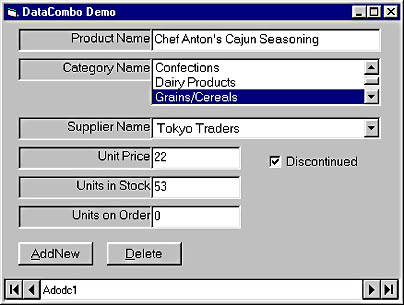 DataCombo Demo
Product Name Chef Anton's Cajun Seasoning
Category Name Confections
Dairy Products
Grains/Cereals
Supplier Name Tokyo Traders
Unit Price 22
Discontinued
Units in Stock 53
Units on Order 0
AddNew Delete
Adodc1